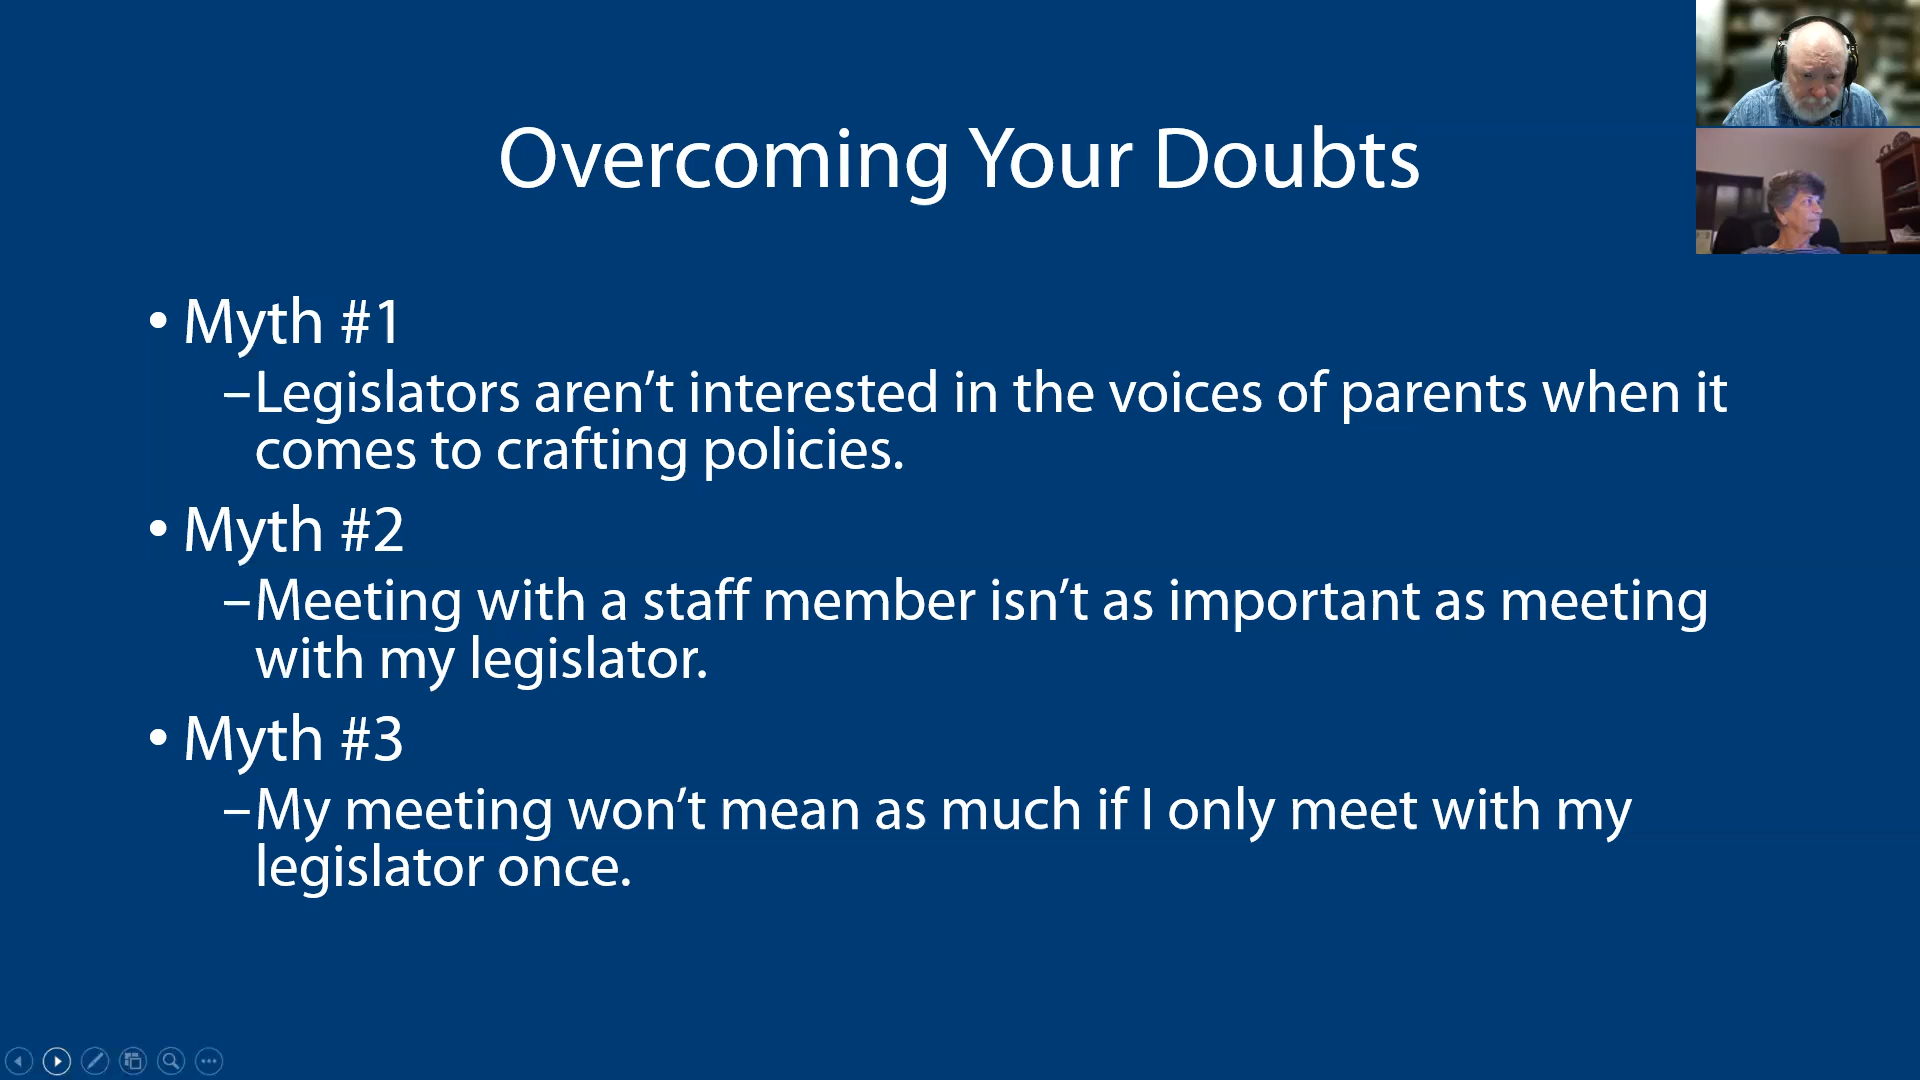 Overcoming Your Doubts
• Myth #1
–Legislators aren’t interested in the voices of parents when it
comes to crafting policies.
• Myth #2
–Meeting with a staff member isn’t as important as meeting
with my legislator.
• Myth #3
–My meeting won’t mean as much if I only meet with my
legislator once.